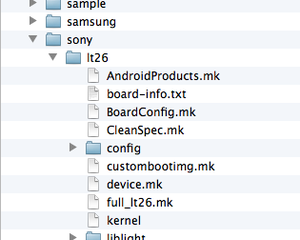 sample
samsung
sony
lt26
AndroidProducts.mk
board-info.txt
BoardConfig.mk
CleanSpec.mk
config
custombootimg.mk
device.mk
full_lt26.mk
kernel
liblight